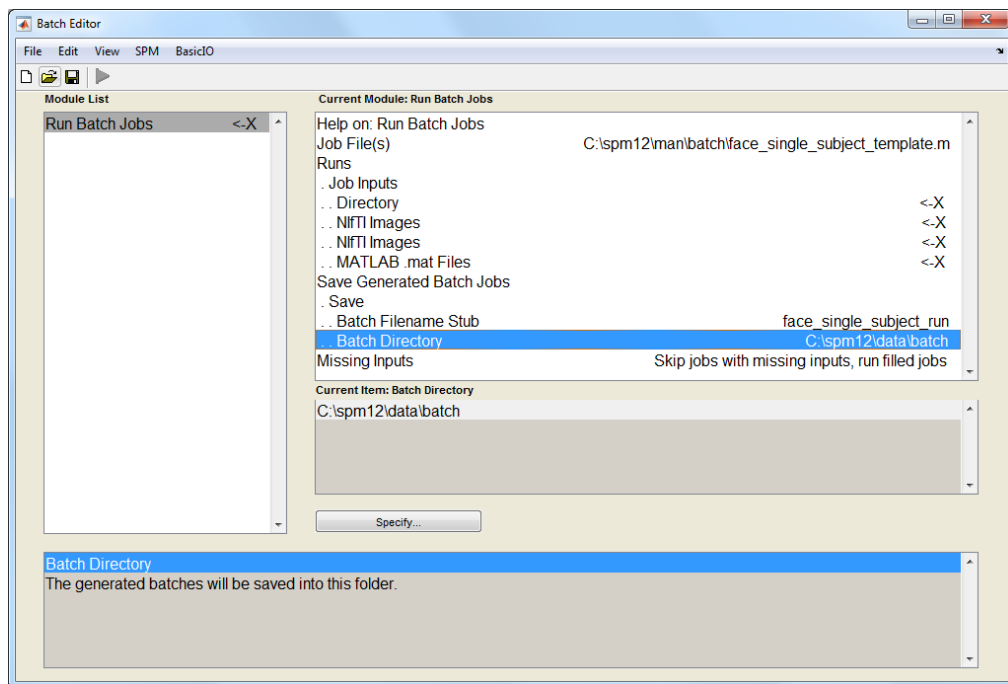 Batch Editor
File Edit View SPM BasicIO
Module List
Run Batch Jobs <-X
Current Module: Run Batch Jobs
Help on: Run Batch Jobs
Job File(s) C:\spm12\man\batch\face_single_subject_template.m
Runs
. Job Inputs
. . Directory <-X
. . NIfTI Images <-X
. . NIfTI Images <-X
. . MATLAB .mat Files <-X
Save Generated Batch Jobs
. Save
. . Batch Filename Stub face_single_subject_run
. . Batch Directory C:\spm12\data\batch
Missing Inputs Skip jobs with missing inputs, run filled jobs
Current Item: Batch Directory
C:\spm12\data\batch
Specify...
Batch Directory
The generated batches will be saved into this folder.